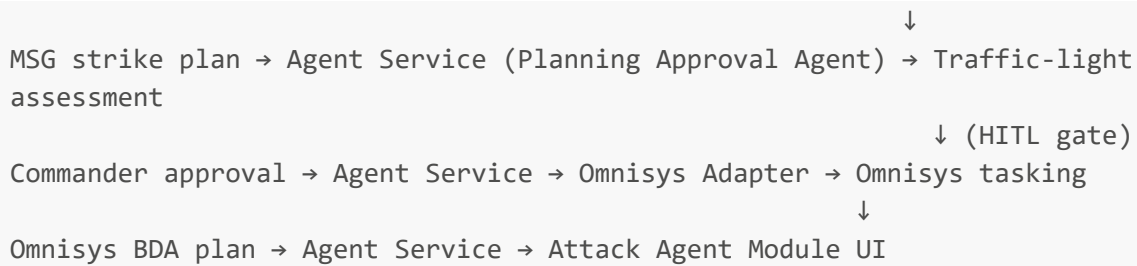 ↓
MSG strike plan → Agent Service (Planning Approval Agent) → Traffic-light
assessment
↓ (HITL gate)
Commander approval → Agent Service → Omnisys Adapter → Omnisys tasking
↓
Omnisys BDA plan → Agent Service → Attack Agent Module UI